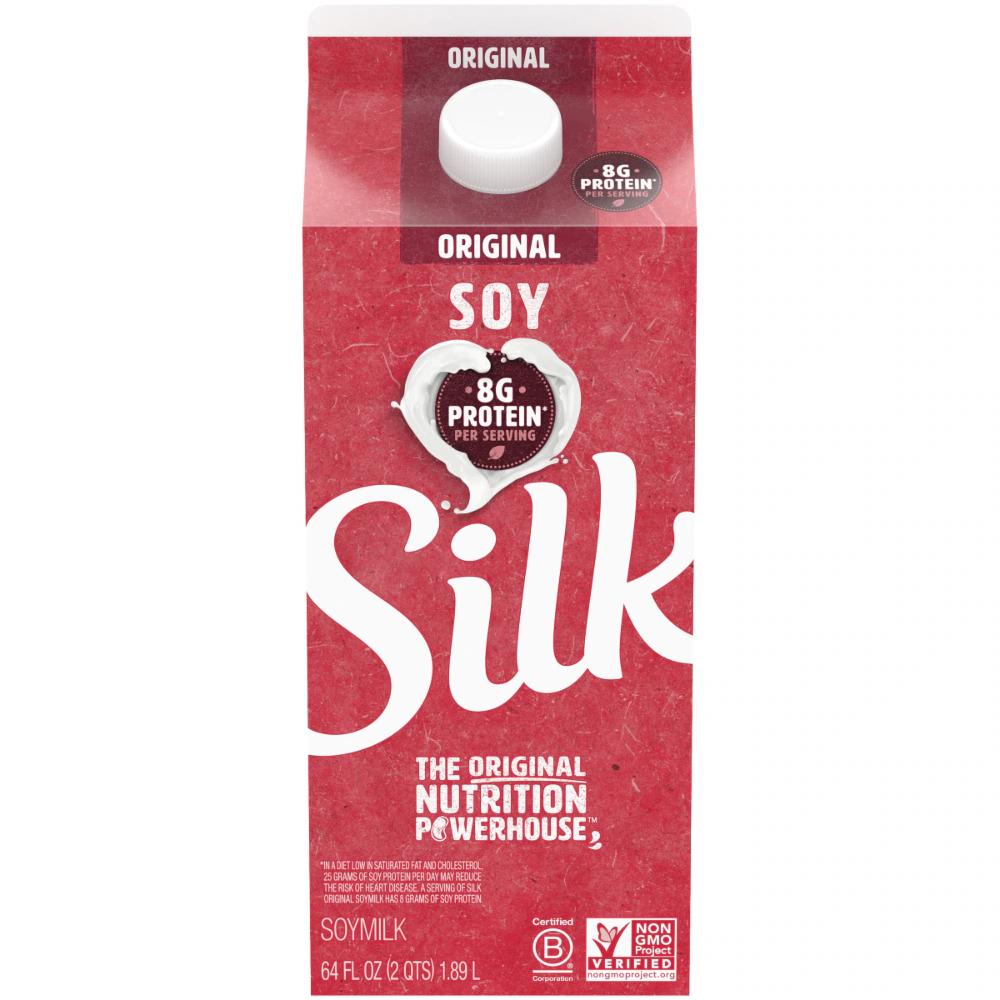 ORIGINAL
8G
PROTEIN*
PER SERVING
ORIGINAL
SOY
8G
PROTEIN*
PER SERVING
Silk
THE ORIGINAL
NUTRITION
POWERHOUSE™
*IN A DIET LOW IN SATURATED FAT AND CHOLESTEROL,
25 GRAMS OF SOY PROTEIN PER DAY MAY REDUCE
THE RISK OF HEART DISEASE. A SERVING OF SILK
ORIGINAL SOYMILK HAS 8 GRAMS OF SOY PROTEIN.
SOYMILK
64 FL OZ (2 QTS) 1.89 L
Certified
B
®
Corporation
NON
GMO
Project
VERIFIED
nongmoproject.org